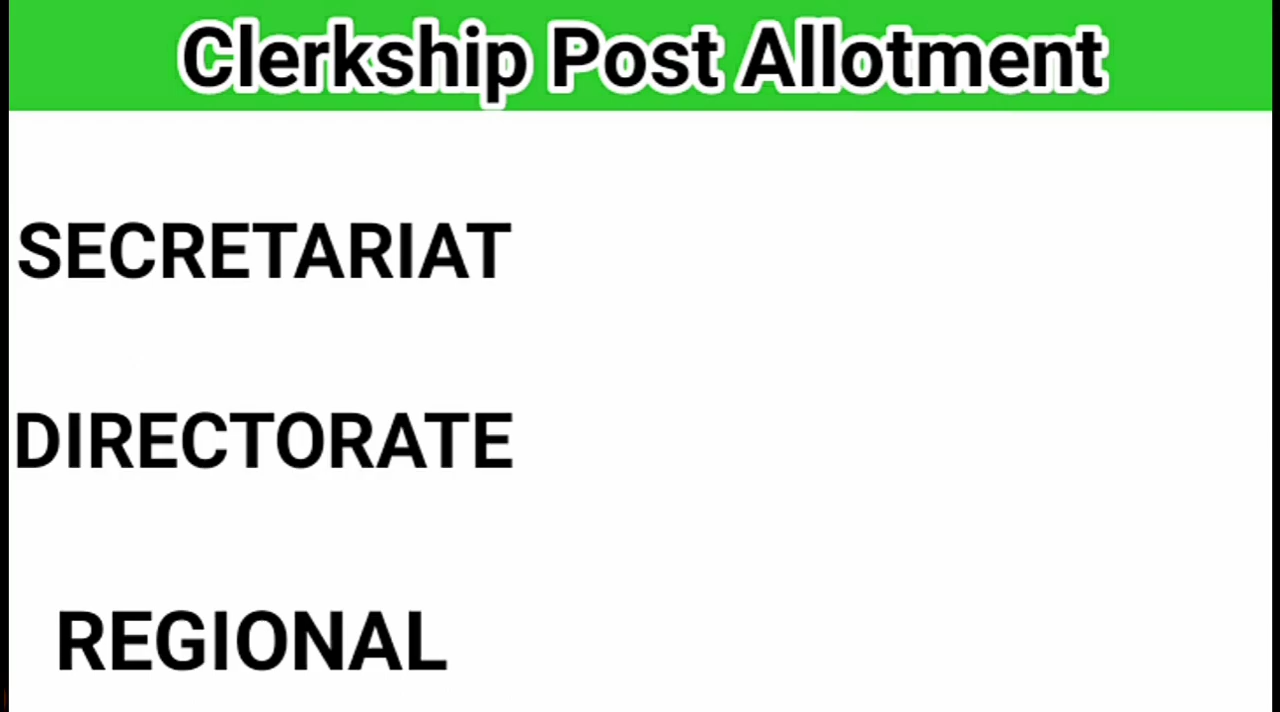 Clerkship Post Allotment
SECRETARIAT
DIRECTORATE
REGIONAL